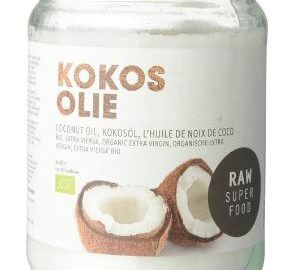 KOKOS
OLIE
COCONUT OIL, KOKOSÖL, L'HUILE DE NOIX DE COCO
BIO, EXTRA VIERGE, ORGANIC EXTRA VIRGIN, ORGANISCHE EXTRA
VERGIN, EXTRA VIERGE BIO
RAW
SUPER
FOOD